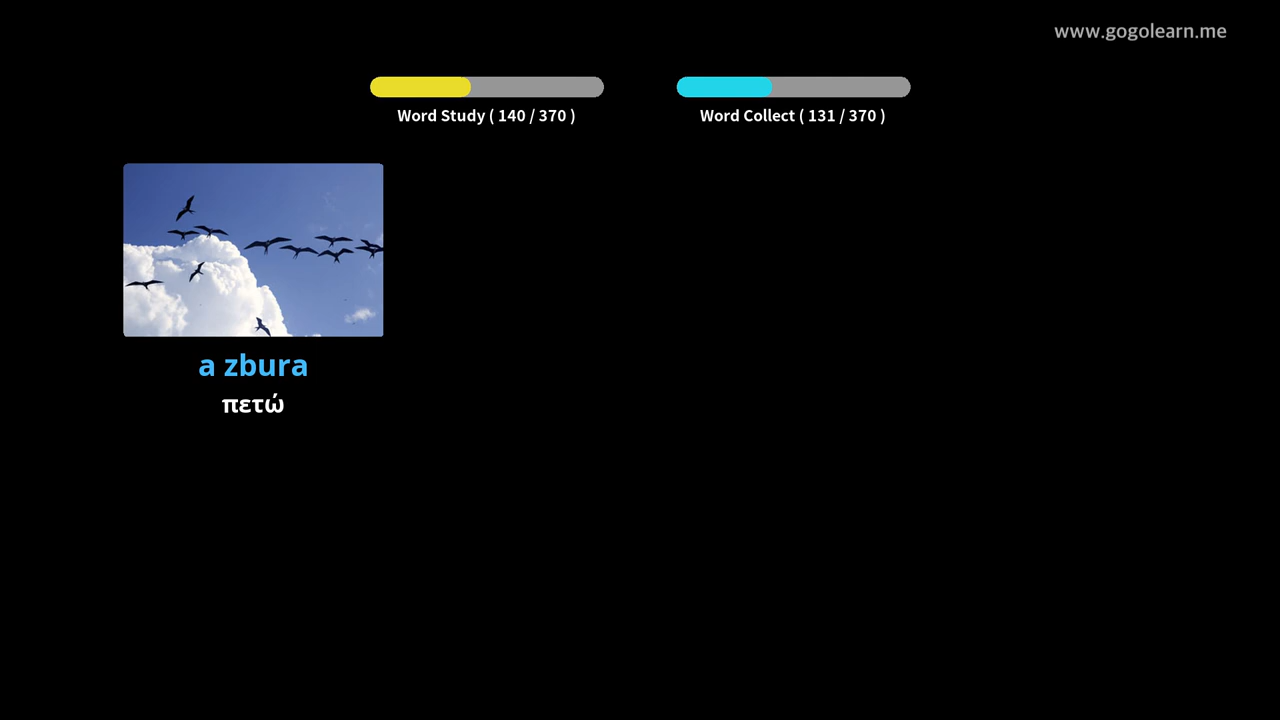 www.gogolearn.me
Word Study ( 140 / 370 )
Word Collect ( 131 / 370 )
a zbura
πετώ